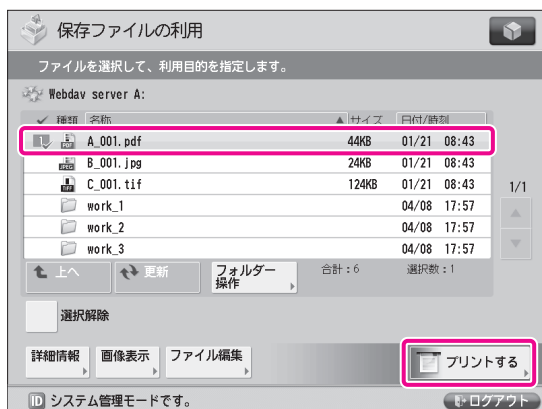 保存ファイルの利用
ファイルを選択して、利用目的を指定します。
Webdav server A:
種類 名称 ▲ サイズ 日付/時刻
1 PDF A_001.pdf 44KB 01/21 08:43
JPEG B_001.jpg 24KB 01/21 08:43
TIFF C_001.tif 124KB 01/21 08:43
1/1
work_1 04/08 17:57
work_2 04/08 17:57
work_3 04/08 17:57
上へ 更新 フォルダー操作 合計:6 選択数:1
選択解除
詳細情報 画像表示 ファイル編集 プリントする
ID システム管理モードです。 ログアウト